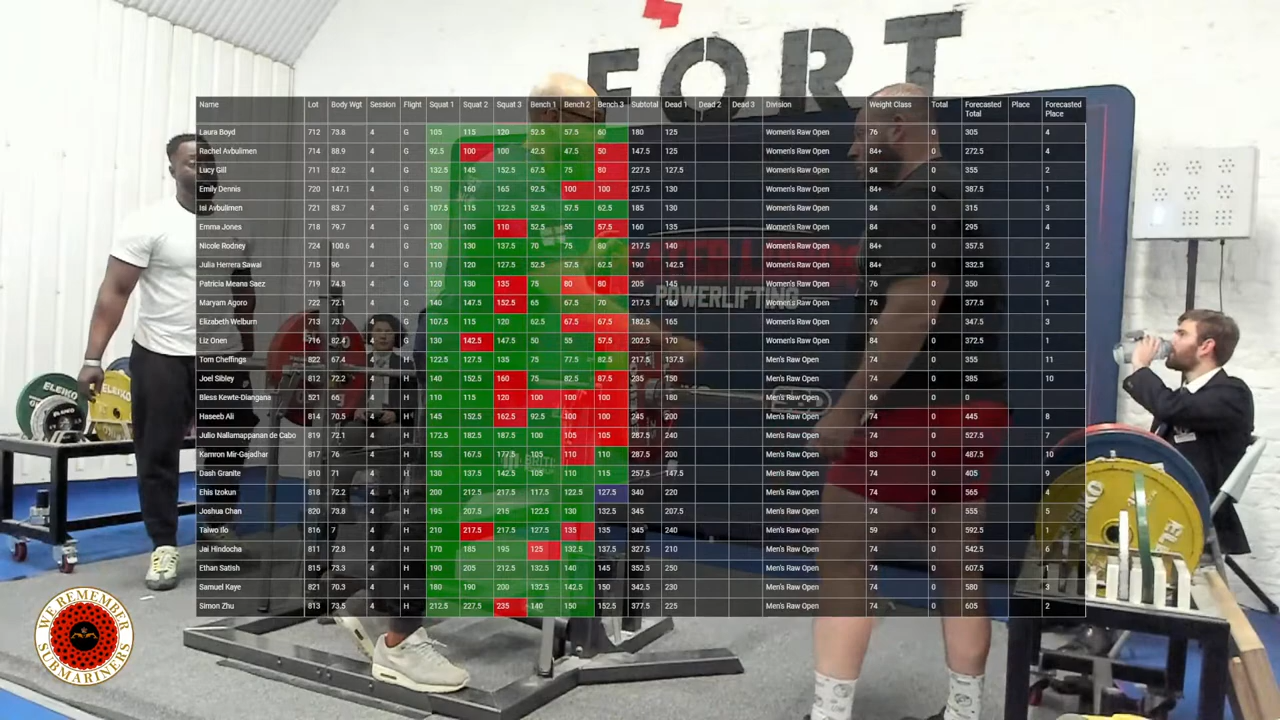 FORT
Name Lot Body Wgt Session Flight Squat 1 Squat 2 Squat 3 Bench 1 Bench 2 Bench 3 Subtotal Dead 1 Dead 2 Dead 3 Division Weight Class Total Forecasted Total Place Forecasted Place
Laura Boyd 712 73.8 4 G 105 115 120 52.5 57.5 60 180 125 Women's Raw Open 76 0 305 4
Rachel Avbulimen 714 88.9 4 G 92.5 100 100 42.5 47.5 50 147.5 125 Women's Raw Open 84+ 0 272.5 4
Lucy Gill 711 82.2 4 G 132.5 145 152.5 67.5 75 80 227.5 127.5 Women's Raw Open 84 0 355 2
Emily Dennis 720 147.1 4 G 150 160 165 92.5 100 100 257.5 130 Women's Raw Open 84+ 0 387.5 1
Isi Avbulimen 721 83.7 4 G 107.5 115 122.5 52.5 57.5 62.5 185 130 Women's Raw Open 84 0 315 3
Emma Jones 718 79.7 4 G 100 105 110 52.5 55 57.5 160 135 Women's Raw Open 84 0 295 4
Nicole Rodney 724 100.6 4 G 120 130 137.5 70 75 80 217.5 140 Women's Raw Open 84+ 0 357.5 2
Julia Herrera Sawai 715 96 4 G 110 120 127.5 52.5 57.5 62.5 190 142.5 Women's Raw Open 84+ 0 332.5 3
Patricia Meana Saez 719 74.8 4 G 120 130 135 75 80 80 205 145 Women's Raw Open 76 0 350 2
Maryam Agoro 722 72.1 4 G 140 147.5 152.5 65 67.5 70 217.5 160 Women's Raw Open 76 0 377.5 1
Elizabeth Welburn 713 73.7 4 G 107.5 115 120 62.5 67.5 67.5 182.5 165 Women's Raw Open 76 0 347.5 3
Liz Onen 716 82.4 4 G 130 142.5 147.5 50 55 57.5 202.5 170 Women's Raw Open 84 0 372.5 1
Tom Cheffings 822 67.4 4 H 122.5 127.5 135 75 77.5 82.5 217.5 137.5 Men's Raw Open 74 0 355 11
Joel Sibley 812 72.2 4 H 140 152.5 160 75 82.5 87.5 235 150 Men's Raw Open 74 0 385 10
Bless Kewte-Diangana 521 66 4 H 110 115 120 100 100 100 180 Men's Raw Open 66 0 0
Haseeb Ali 814 70.5 4 H 145 152.5 162.5 92.5 100 100 245 200 Men's Raw Open 74 0 445 8
Julio Nallamappanan de Cabo 819 72.1 4 H 172.5 182.5 187.5 100 105 105 287.5 240 Men's Raw Open 74 0 527.5 7
Kamron Mir-Gajadhar 817 76 4 H 155 167.5 177.5 105 110 110 287.5 200 Men's Raw Open 83 0 487.5 10
Dash Granite 810 71 4 H 130 137.5 142.5 105 110 115 257.5 147.5 Men's Raw Open 74 0 405 9
Ehis Izokun 818 72.2 4 H 200 212.5 217.5 117.5 122.5 127.5 340 220 Men's Raw Open 74 0 565 4
Joshua Chan 820 73.8 4 H 195 207.5 215 122.5 130 132.5 345 207.5 Men's Raw Open 74 0 555 5
Taiwo Ilo 816 7 4 H 210 217.5 217.5 127.5 135 135 345 240 Men's Raw Open 59 0 592.5 1
Jai Hindocha 811 72.8 4 H 170 185 195 125 132.5 137.5 327.5 210 Men's Raw Open 74 0 542.5 6
Ethan Satish 815 73.3 4 H 190 205 212.5 132.5 140 145 352.5 250 Men's Raw Open 74 0 607.5 1
Samuel Kaye 821 70.3 4 H 180 190 200 132.5 142.5 150 342.5 230 Men's Raw Open 74 0 580 3
Simon Zhu 813 73.5 4 H 212.5 227.5 235 140 150 152.5 377.5 225 Men's Raw Open 74 0 605 2
POWERLIFTING
ELEIKO
ELEIKO
WE REMEMBER
SUBMARINERS